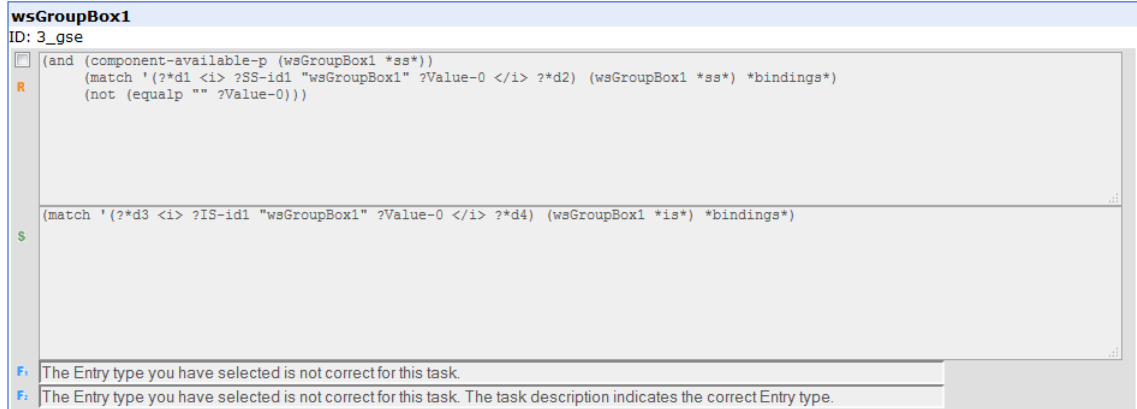 wsGroupBox1
ID: 3_gse
(and (component-available-p (wsGroupBox1 *ss*))
(match '(?*d1 <i> ?SS-id1 "wsGroupBox1" ?Value-0 </i> ?*d2) (wsGroupBox1 *ss*) *bindings*)
R
(not (equalp "" ?Value-0)))
(match '(?*d3 <i> ?IS-id1 "wsGroupBox1" ?Value-0 </i> ?*d4) (wsGroupBox1 *is*) *bindings*)
S
F1 The Entry type you have selected is not correct for this task.
F2 The Entry type you have selected is not correct for this task. The task description indicates the correct Entry type.